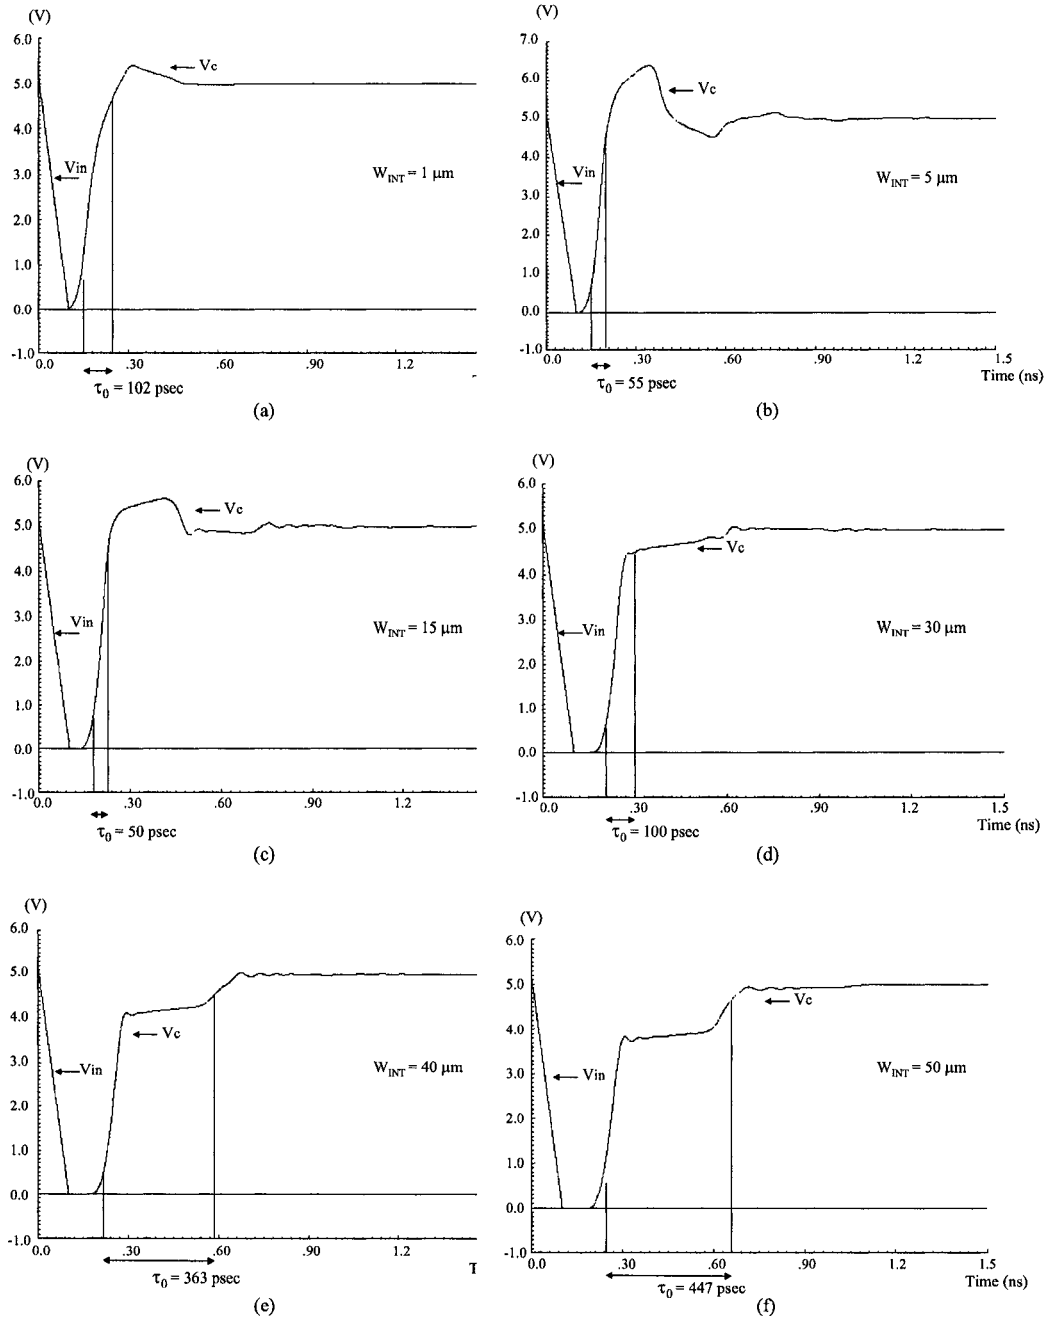 (V)
6.0
5.0
4.0
3.0
2.0
1.0
0.0
-1.0
Vc
Vin
W_INT = 1 μm
0.0 .30 .60 .90 1.2
τ0 = 102 psec
(a)
(V)
7.0
6.0
5.0
4.0
3.0
2.0
1.0
0.0
-1.0
Vc
Vin
W_INT = 5 μm
0.0 .30 .60 .90 1.2 1.5
Time (ns)
τ0 = 55 psec
(b)
(V)
6.0
5.0
4.0
3.0
2.0
1.0
0.0
-1.0
Vc
Vin
W_INT = 15 μm
0.0 .30 .60 .90 1.2
τ0 = 50 psec
(c)
(V)
6.0
5.0
4.0
3.0
2.0
1.0
0.0
-1.0
Vc
Vin
W_INT = 30 μm
0.0 .30 .60 .90 1.2 1.5
Time (ns)
τ0 = 100 psec
(d)
(V)
6.0
5.0
4.0
3.0
2.0
1.0
0.0
-1.0
Vc
Vin
W_INT = 40 μm
0.0 .30 .60 .90 1.2
T
τ0 = 363 psec
(e)
(V)
6.0
5.0
4.0
3.0
2.0
1.0
0.0
-1.0
Vc
Vin
W_INT = 50 μm
0.0 .30 .60 .90 1.2 1.5
Time (ns)
τ0 = 447 psec
(f)